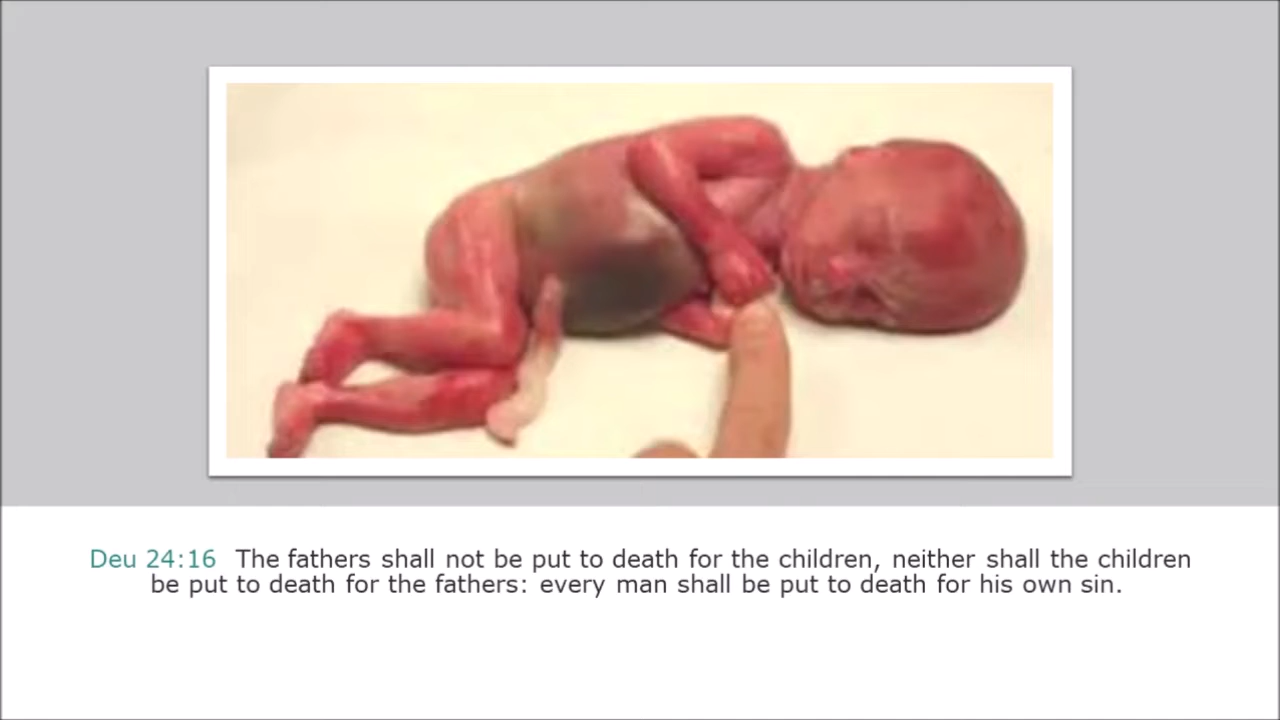 Deu 24:16 The fathers shall not be put to death for the children, neither shall the children
be put to death for the fathers: every man shall be put to death for his own sin.